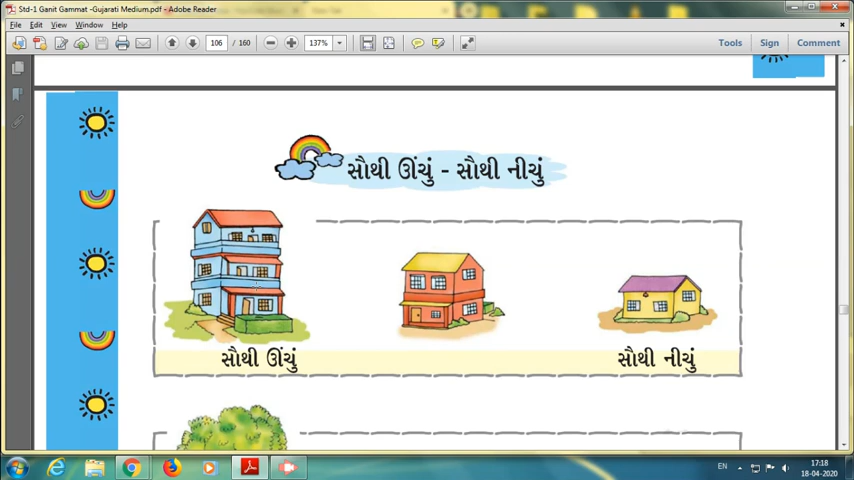 Std-1 Ganit Gammat -Gujarati Medium.pdf - Adobe Reader
File Edit View Window Help
106 / 160 137% Tools Sign Comment
સૌથી ઊંચું - સૌથી નીચું
સૌથી ઊંચું સૌથી નીચું
EN 17:18
18-04-2020